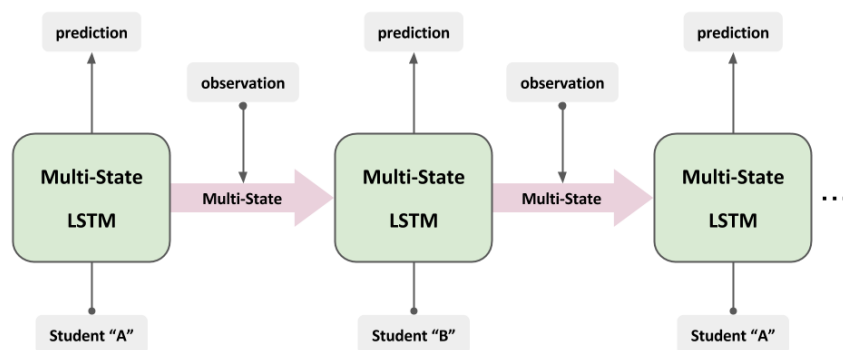 prediction
prediction
prediction
observation
observation
Multi-State
LSTM
Multi-State
Multi-State
LSTM
Multi-State
Multi-State
LSTM
...
Student “A”
Student “B”
Student “A”